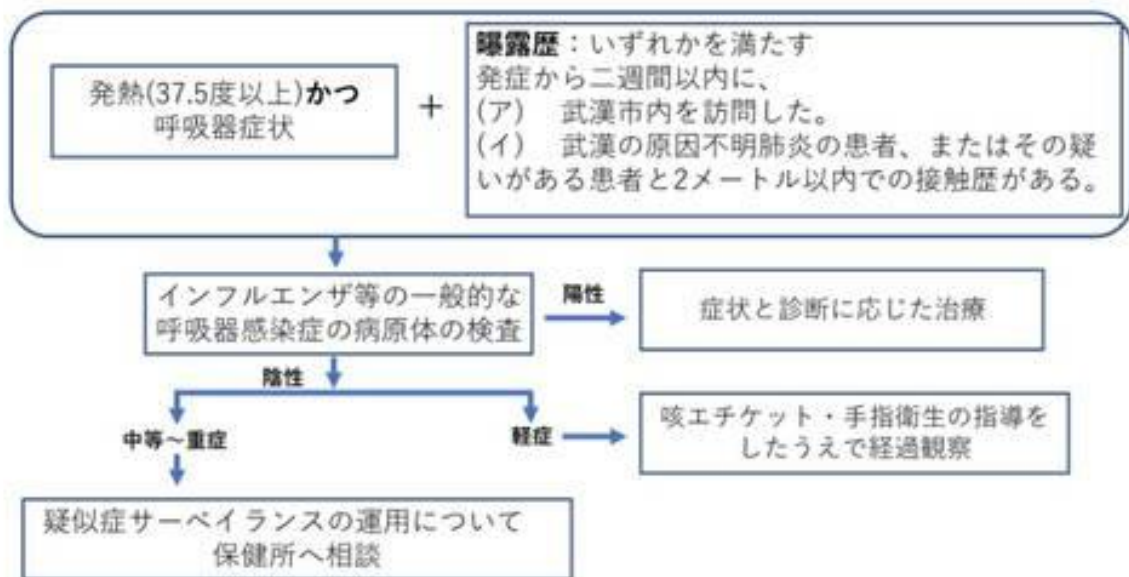 発熱(37.5度以上)かつ
呼吸器症状
+
曝露歴:いずれかを満たす
発症から二週間以内に、
(ア) 武漢市内を訪問した。
(イ) 武漢の原因不明肺炎の患者、またはその疑
いがある患者と2メートル以内での接触歴がある。
インフルエンザ等の一般的な
呼吸器感染症の病原体の検査
陽性
症状と診断に応じた治療
陰性
中等~重症
軽症
咳エチケット・手指衛生の指導を
したうえで経過観察
疑似症サーベイランスの運用について
保健所へ相談